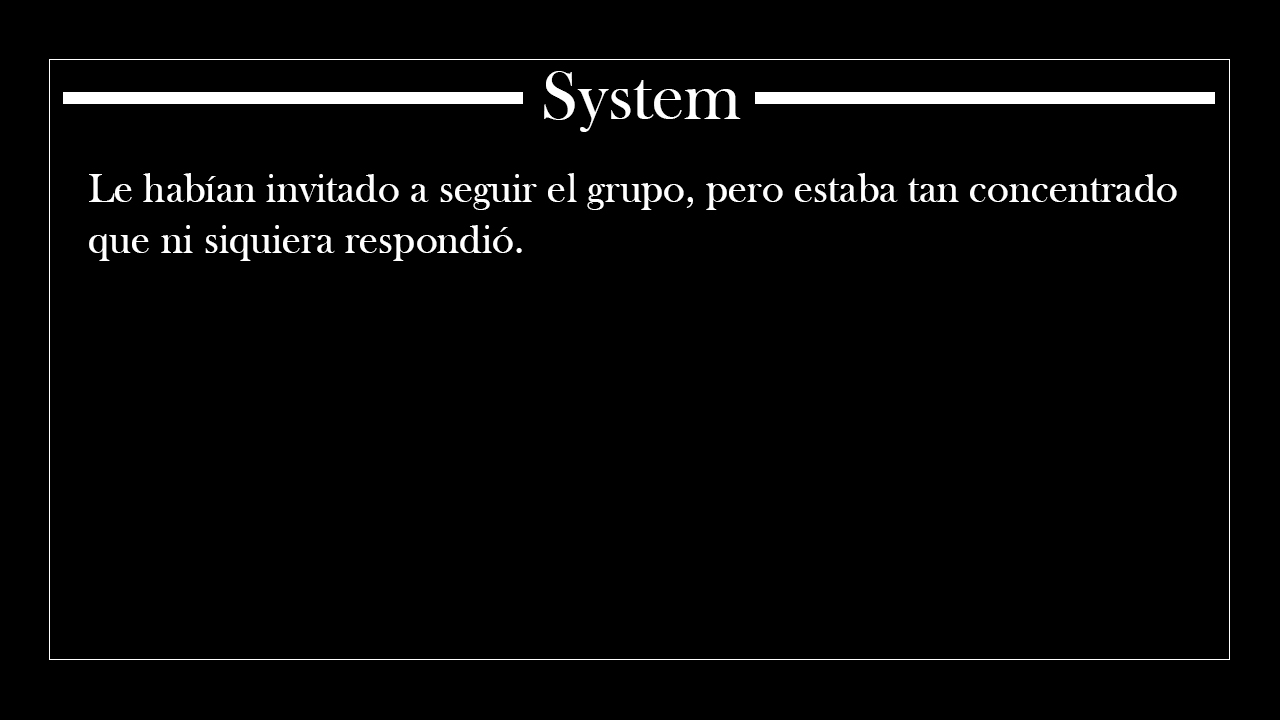 System
Le habían invitado a seguir el grupo, pero estaba tan concentrado
que ni siquiera respondió.